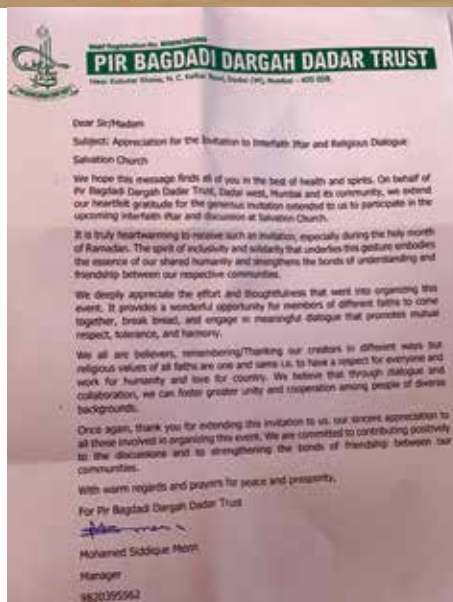 PIR BAGDADI DARGAH DADAR TRUST
Near Kabutar Khana, N. C. Kelkar Road, Dadar (W), Mumbai - 400 028.
Dear Sir/Madam
Subject: Appreciation for the Invitation to Interfaith Iftar and Religious Dialogue
Salvation Church
We hope this message finds all of you in the best of health and spirits. On behalf of
Pir Bagdadi Dargah Dadar Trust, Dadar west, Mumbai and its community, we extend
our heartfelt gratitude for the generous invitation extended to us to participate in the
upcoming interfaith iftar and discussion at Salvation Church.
It is truly heartwarming to receive such an invitation, especially during the holy month
of Ramadan. The spirit of inclusivity and solidarity that underlies this gesture embodies
the essence of our shared humanity and strengthens the bonds of understanding and
friendship between our respective communities.
We deeply appreciate the effort and thoughtfulness that went into organizing this
event. It provides a wonderful opportunity for members of different faiths to come
together, break bread, and engage in meaningful dialogue that promotes mutual
respect, tolerance, and harmony.
We all are believers, remembering/Thanking our creators in different ways but
religious values of all faiths are one and same i.e. to have a respect for everyone and
work for humanity and love for country. We believe that through dialogue and
collaboration, we can foster greater unity and cooperation among people of diverse
backgrounds.
Once again, thank you for extending this invitation to us. our sincere appreciation to
all those involved in organizing this event. We are committed to contributing positively
to the discussions and to strengthening the bonds of friendship between our
communities.
With warm regards and prayers for peace and prosperity,
For Pir Bagdadi Dargah Dadar Trust
Mohamed Siddique
Manager
9820395562